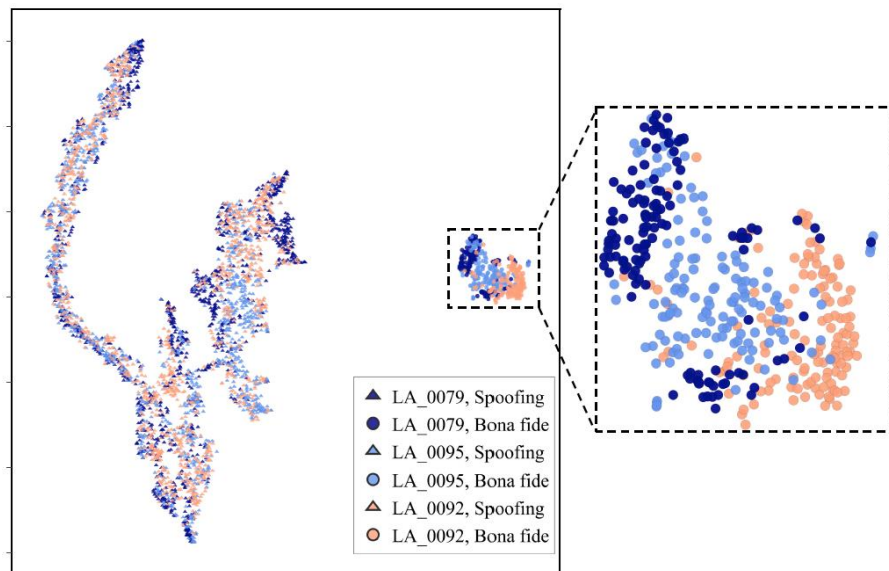 LA_0079, Spoofing
LA_0079, Bona fide
LA_0095, Spoofing
LA_0095, Bona fide
LA_0092, Spoofing
LA_0092, Bona fide